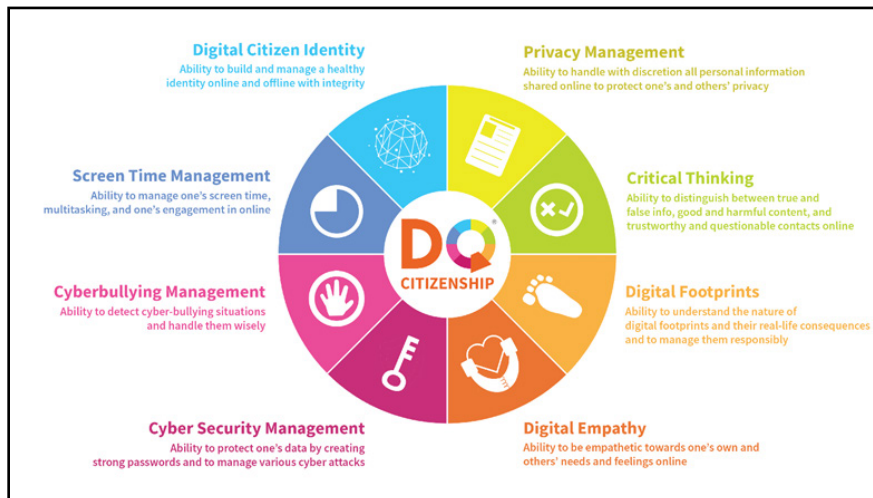 Digital Citizen Identity
Ability to build and manage a healthy
identity online and offline with integrity
Privacy Management
Ability to handle with discretion all personal information
shared online to protect one's and others' privacy
Screen Time Management
Ability to manage one's screen time,
multitasking, and one's engagement in online
Critical Thinking
Ability to distinguish between true and
false info, good and harmful content, and
trustworthy and questionable contacts online
DQ®
CITIZENSHIP
Cyberbullying Management
Ability to detect cyber-bullying situations
and handle them wisely
Digital Footprints
Ability to understand the nature of
digital footprints and their real-life consequences
and to manage them responsibly
Cyber Security Management
Ability to protect one's data by creating
strong passwords and to manage various cyber attacks
Digital Empathy
Ability to be empathetic towards one's own and
others' needs and feelings online